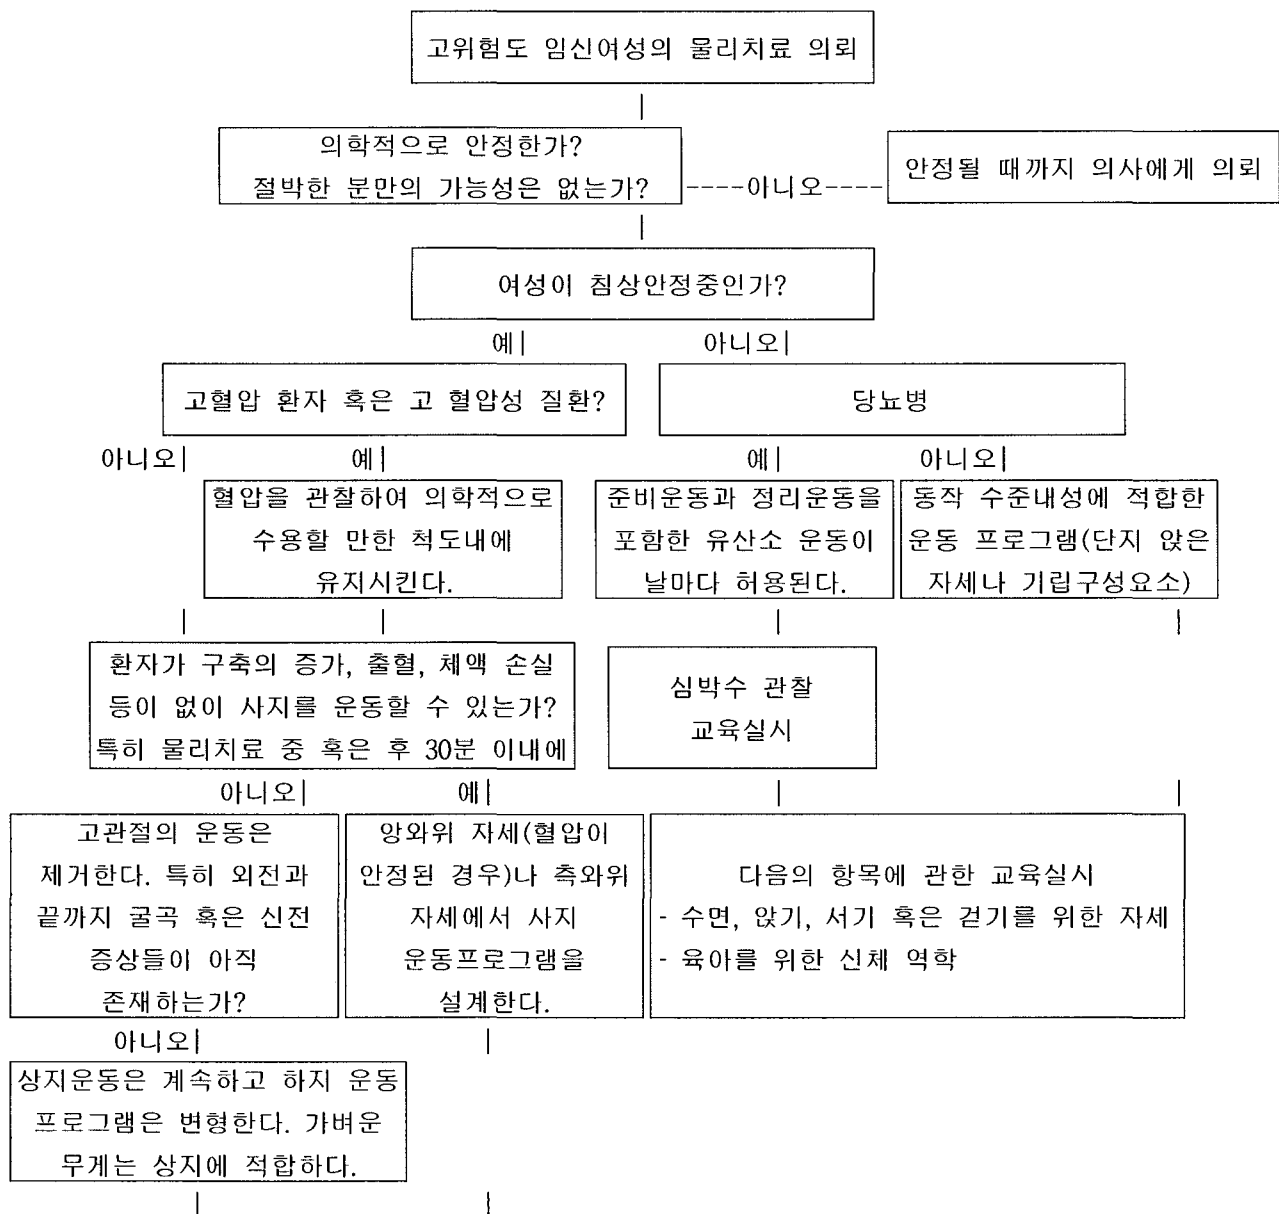 고위험도 임신여성의 물리치료 의뢰
의학적으로 안정한가?
절박한 분만의 가능성은 없는가?
----아니오----
안정될 때까지 의사에게 의뢰
여성이 침상안정중인가?
예
아니오
고혈압 환자 혹은 고 혈압성 질환?
당뇨병
아니오
예
예
아니오
혈압을 관찰하여 의학적으로
수용할 만한 척도내에
유지시킨다.
준비운동과 정리운동을
포함한 유산소 운동이
날마다 허용된다.
동작 수준내성에 적합한
운동 프로그램(단지 앉은
자세나 기립구성요소)
환자가 구축의 증가, 출혈, 체액 손실
등이 없이 사지를 운동할 수 있는가?
특히 물리치료 중 혹은 후 30분 이내에
심박수 관찰
교육실시
아니오
예
고관절의 운동은
제거한다. 특히 외전과
끝까지 굴곡 혹은 신전
증상들이 아직
존재하는가?
앙와위 자세(혈압이
안정된 경우)나 측와위
자세에서 사지
운동프로그램을
설계한다.
다음의 항목에 관한 교육실시
- 수면, 앉기, 서기 혹은 걷기를 위한 자세
- 육아를 위한 신체 역학
아니오
상지운동은 계속하고 하지 운동
프로그램은 변형한다. 가벼운
무게는 상지에 적합하다.